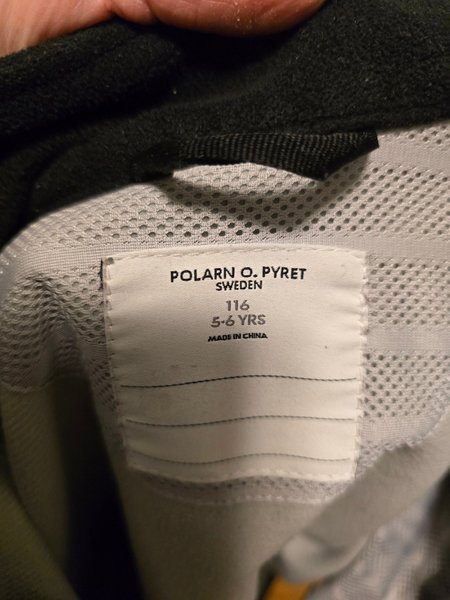 POLARN O. PYRET
SWEDEN
116
5-6 YRS
MADE IN CHINA